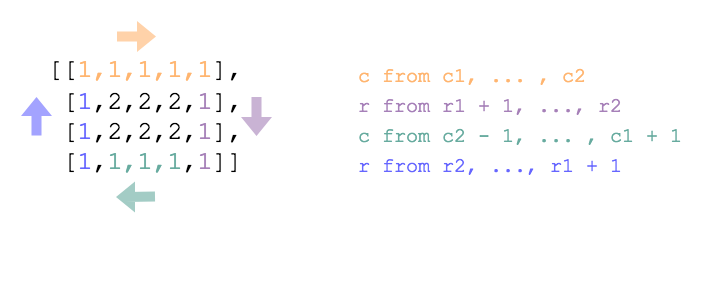 [[1,1,1,1,1],
[1,2,2,2,1],
[1,2,2,2,1],
[1,1,1,1,1]]
c from c1, ... , c2
r from r1 + 1, ..., r2
c from c2 - 1, ... , c1 + 1
r from r2, ..., r1 + 1